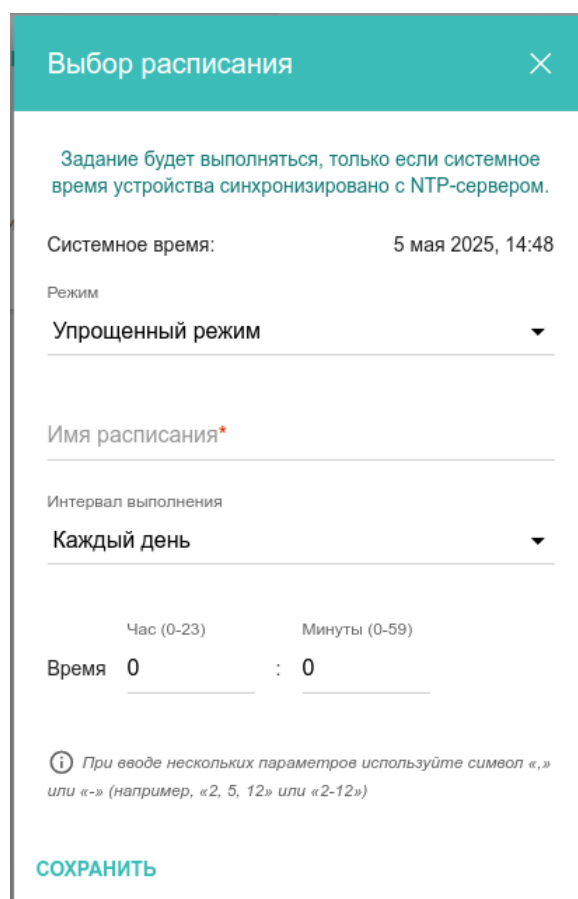 Выбор расписания
Задание будет выполняться, только если системное
время устройства синхронизировано с NTP-сервером.
Системное время: 5 мая 2025, 14:48
Режим
Упрощенный режим
Имя расписания*
Интервал выполнения
Каждый день
Час (0-23) Минуты (0-59)
Время 0 : 0
При вводе нескольких параметров используйте символ «,»
или «-» (например, «2, 5, 12» или «2-12»)
СОХРАНИТЬ